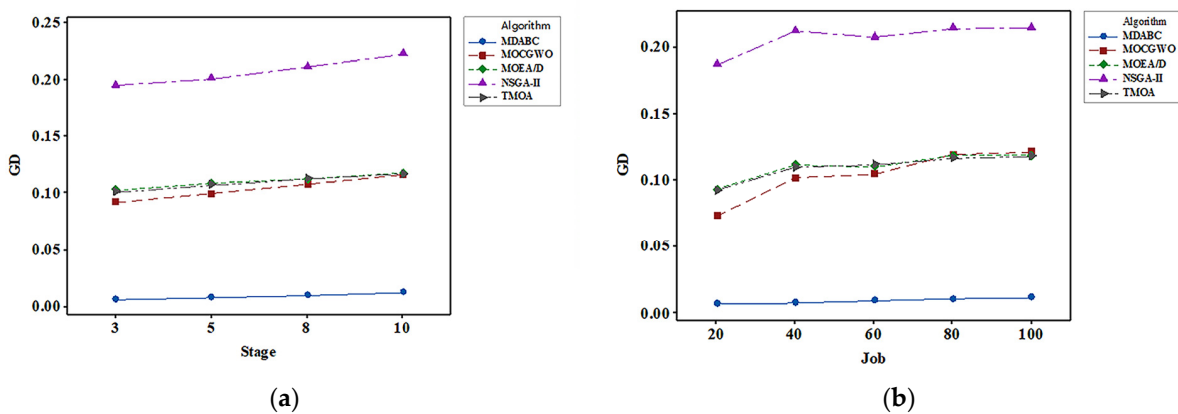 0.25
0.20
0.15
0.10
0.05
0.00
GD
3 5 8 10
Stage
Algorithm
MDABC
MOCGWO
MOEA/D
NSGA-II
TMOA
(a)
0.20
0.15
0.10
0.05
0.00
GD
20 40 60 80 100
Job
Algorithm
MDABC
MOCGWO
MOEA/D
NSGA-II
TMOA
(b)